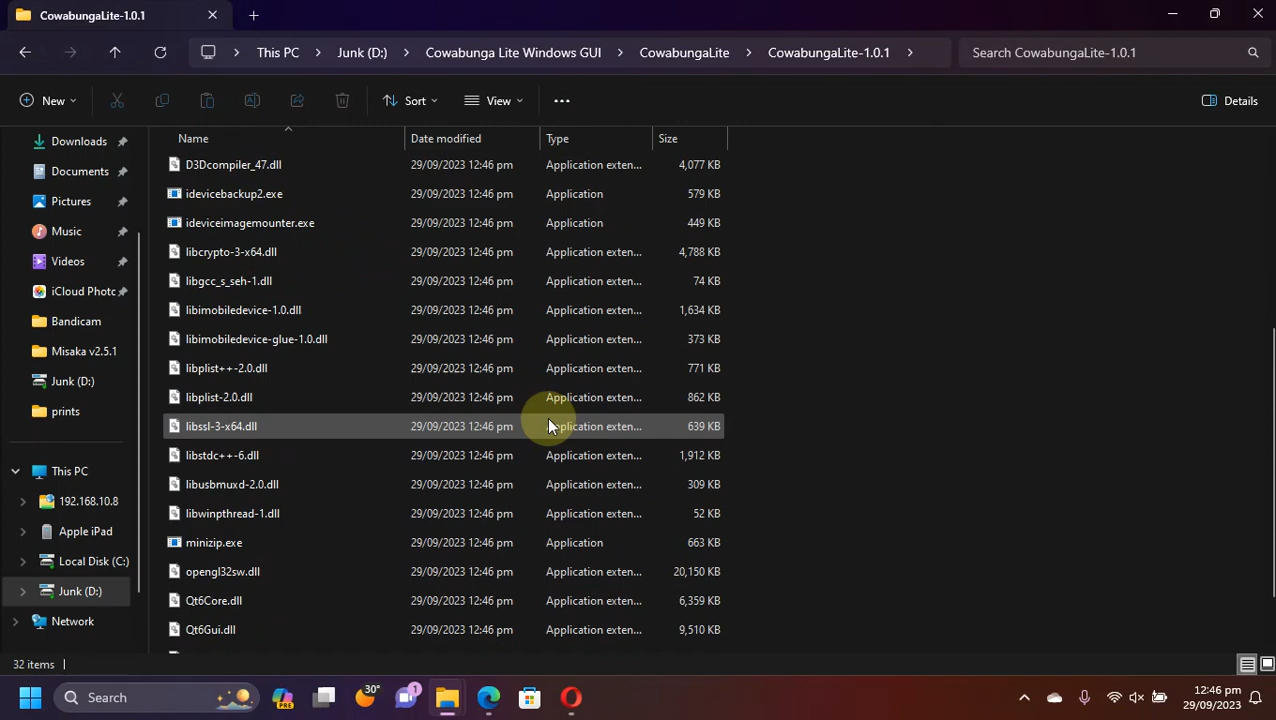 CowabungaLite-1.0.1
This PC > Junk (D:) > Cowabunga Lite Windows GUI > CowabungaLite > CowabungaLite-1.0.1 >
Search CowabungaLite-1.0.1
New
Sort
View
Details
Downloads
Documents
Pictures
Music
Videos
iCloud Photc
Bandicam
Misaka v2.5.1
Junk (D:)
prints
This PC
192.168.10.8
Apple iPad
Local Disk (C:)
Junk (D:)
Network
Name Date modified Type Size
D3Dcompiler_47.dll 29/09/2023 12:46 pm Application exten... 4,077 KB
idevicebackup2.exe 29/09/2023 12:46 pm Application 579 KB
ideviceimagemounter.exe 29/09/2023 12:46 pm Application 449 KB
libcrypto-3-x64.dll 29/09/2023 12:46 pm Application exten... 4,788 KB
libgcc_s_seh-1.dll 29/09/2023 12:46 pm Application exten... 74 KB
libimobiledevice-1.0.dll 29/09/2023 12:46 pm Application exten... 1,634 KB
libimobiledevice-glue-1.0.dll 29/09/2023 12:46 pm Application exten... 373 KB
libplist++-2.0.dll 29/09/2023 12:46 pm Application exten... 771 KB
libplist-2.0.dll 29/09/2023 12:46 pm Application exten... 862 KB
libssl-3-x64.dll 29/09/2023 12:46 pm Application exten... 639 KB
libstdc++-6.dll 29/09/2023 12:46 pm Application exten... 1,912 KB
libusbmuxd-2.0.dll 29/09/2023 12:46 pm Application exten... 309 KB
libwinpthread-1.dll 29/09/2023 12:46 pm Application exten... 52 KB
minizip.exe 29/09/2023 12:46 pm Application 663 KB
opengl32sw.dll 29/09/2023 12:46 pm Application exten... 20,150 KB
Qt6Core.dll 29/09/2023 12:46 pm Application exten... 6,359 KB
Qt6Gui.dll 29/09/2023 12:46 pm Application exten... 9,510 KB
32 items
Search
PRE
30°
1
12:46 pm
29/09/2023